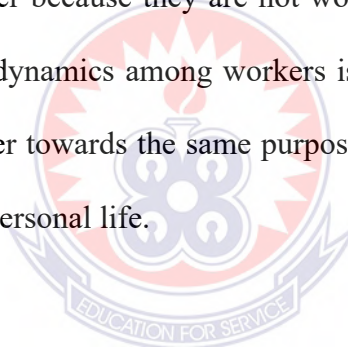 er because they are not wo
dynamics among workers is
er towards the same purpos
ersonal life.
EDUCATION FOR SERVICE